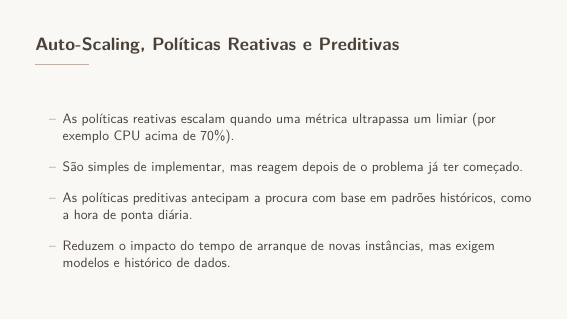 Auto-Scaling, Políticas Reativas e Preditivas
– As políticas reativas escalam quando uma métrica ultrapassa um limiar (por
exemplo CPU acima de 70%).
– São simples de implementar, mas reagem depois de o problema já ter começado.
– As políticas preditivas antecipam a procura com base em padrões históricos, como
a hora de ponta diária.
– Reduzem o impacto do tempo de arranque de novas instâncias, mas exigem
modelos e histórico de dados.